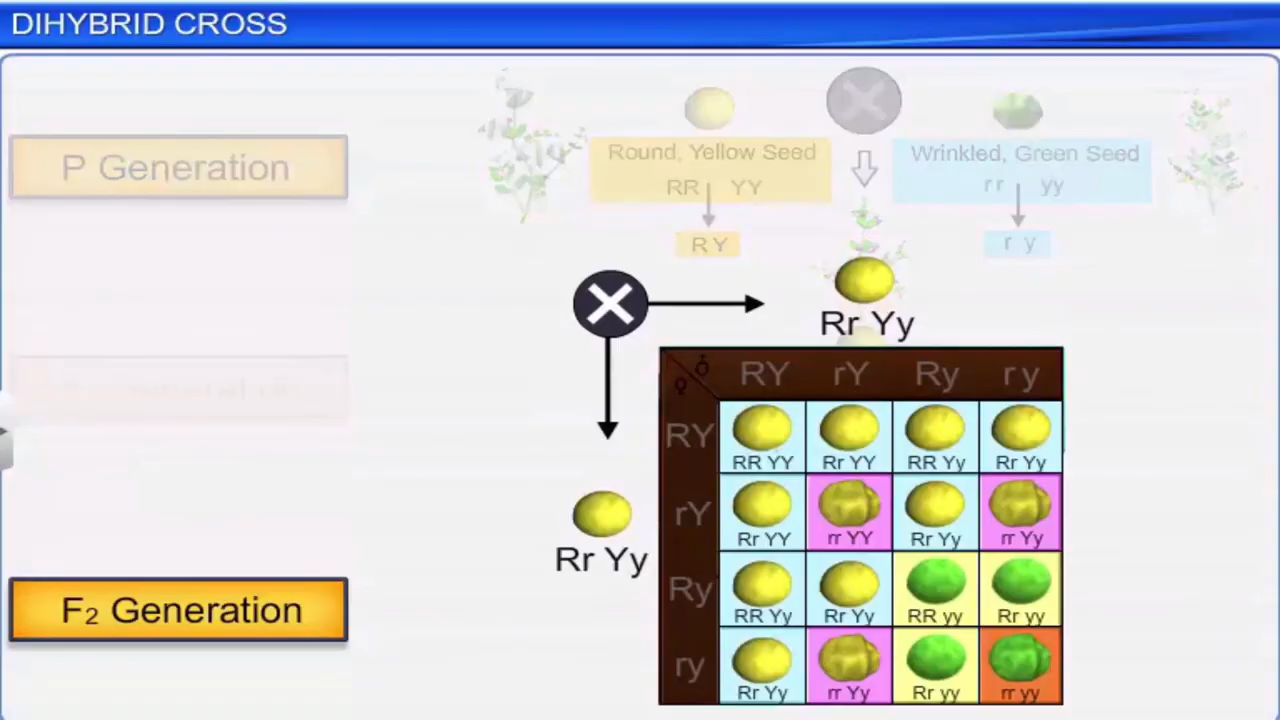 DIHYBRID CROSS
P Generation
Round, Yellow Seed
RR YY
R Y
Wrinkled, Green Seed
rr yy
r y
Rr Yy
♂
♀
RY rY Ry ry
RY
RR YY Rr YY RR Yy Rr Yy
rY
Rr YY rr YY Rr Yy rr Yy
Rr Yy
Ry
RR Yy Rr Yy RR yy Rr yy
F₂ Generation
ry
Rr Yy rr Yy Rr yy rr yy